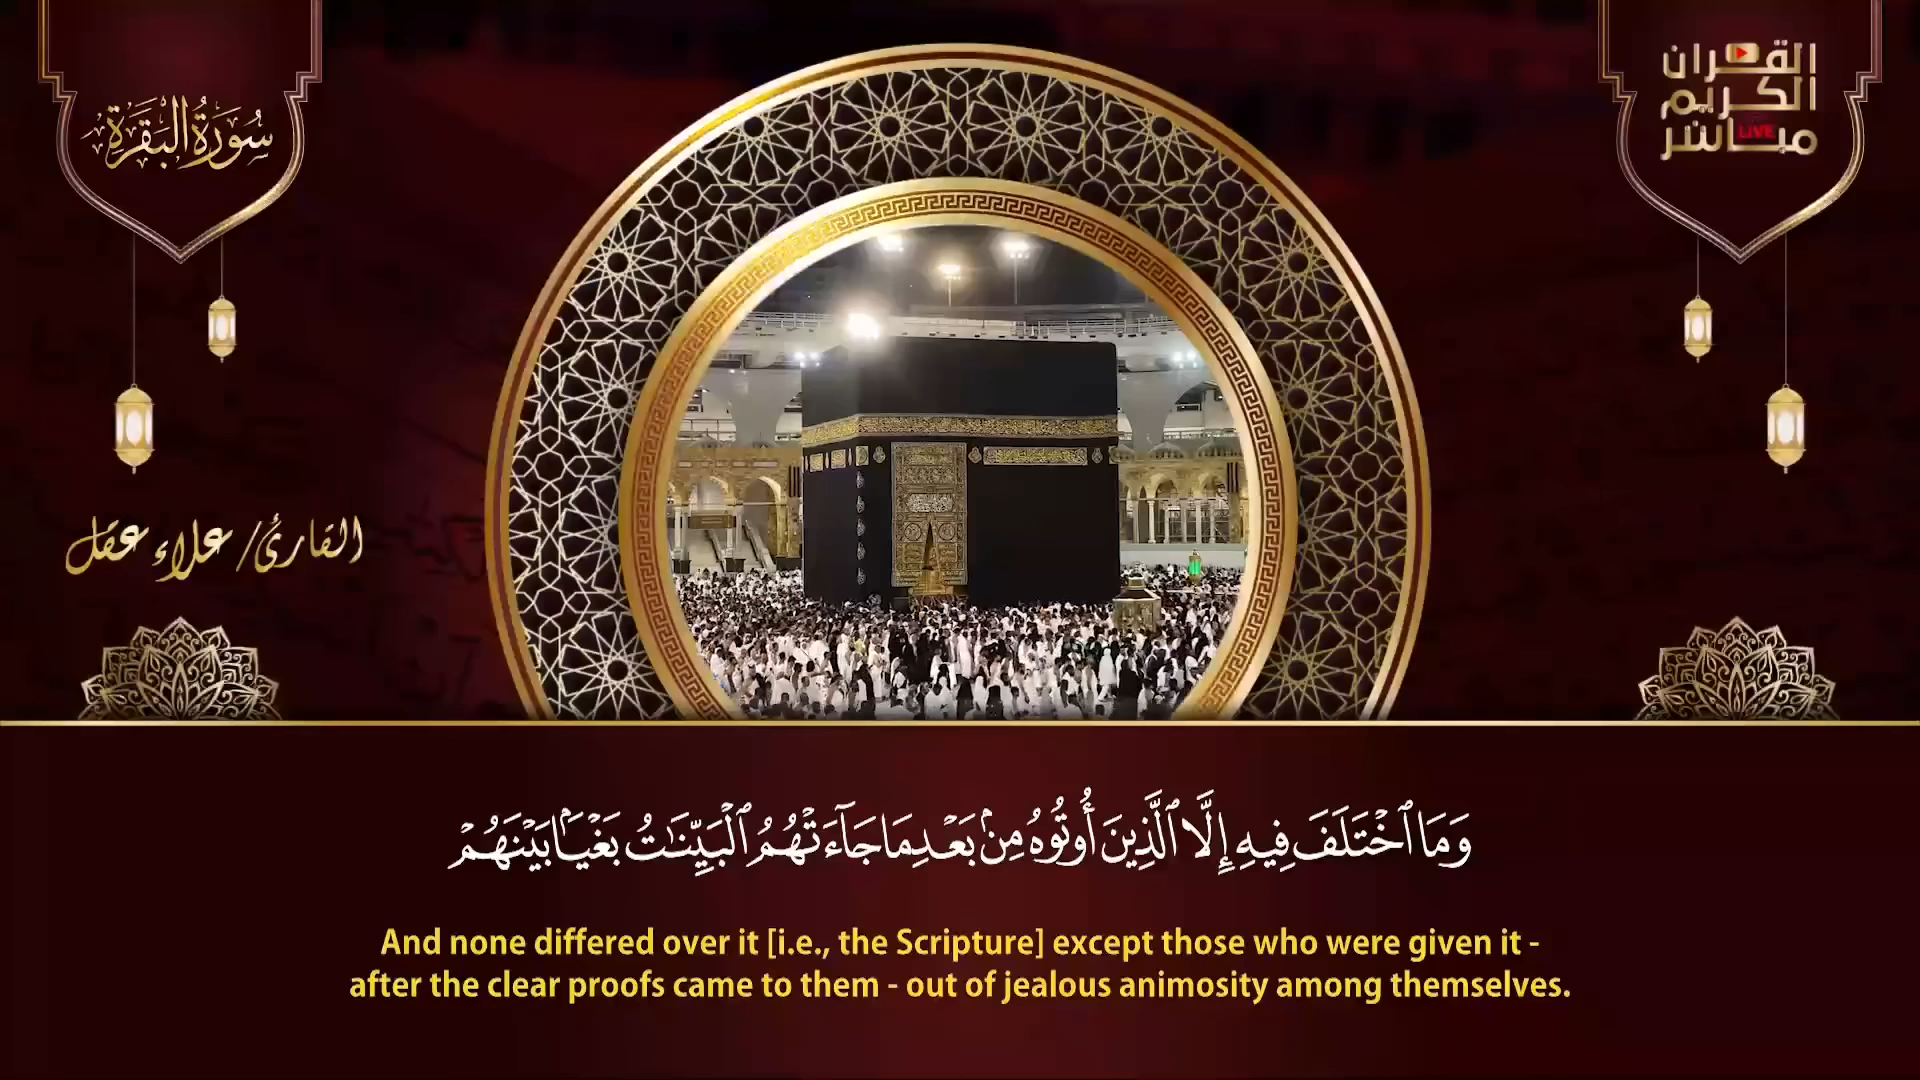 سُورَةُ البَقَرَةِ
القران
الكريم
مباشر
LIVE
القارئ/ علاء عقل
وَمَا ٱخْتَلَفَ فِيهِ إِلَّا ٱلَّذِينَ أُوتُوهُ مِنۢ بَعْدِ مَا جَآءَتْهُمُ ٱلْبَيِّنَـٰتُ بَغْيَۢا بَيْنَهُمْ
And none differed over it [i.e., the Scripture] except those who were given it -
after the clear proofs came to them - out of jealous animosity among themselves.